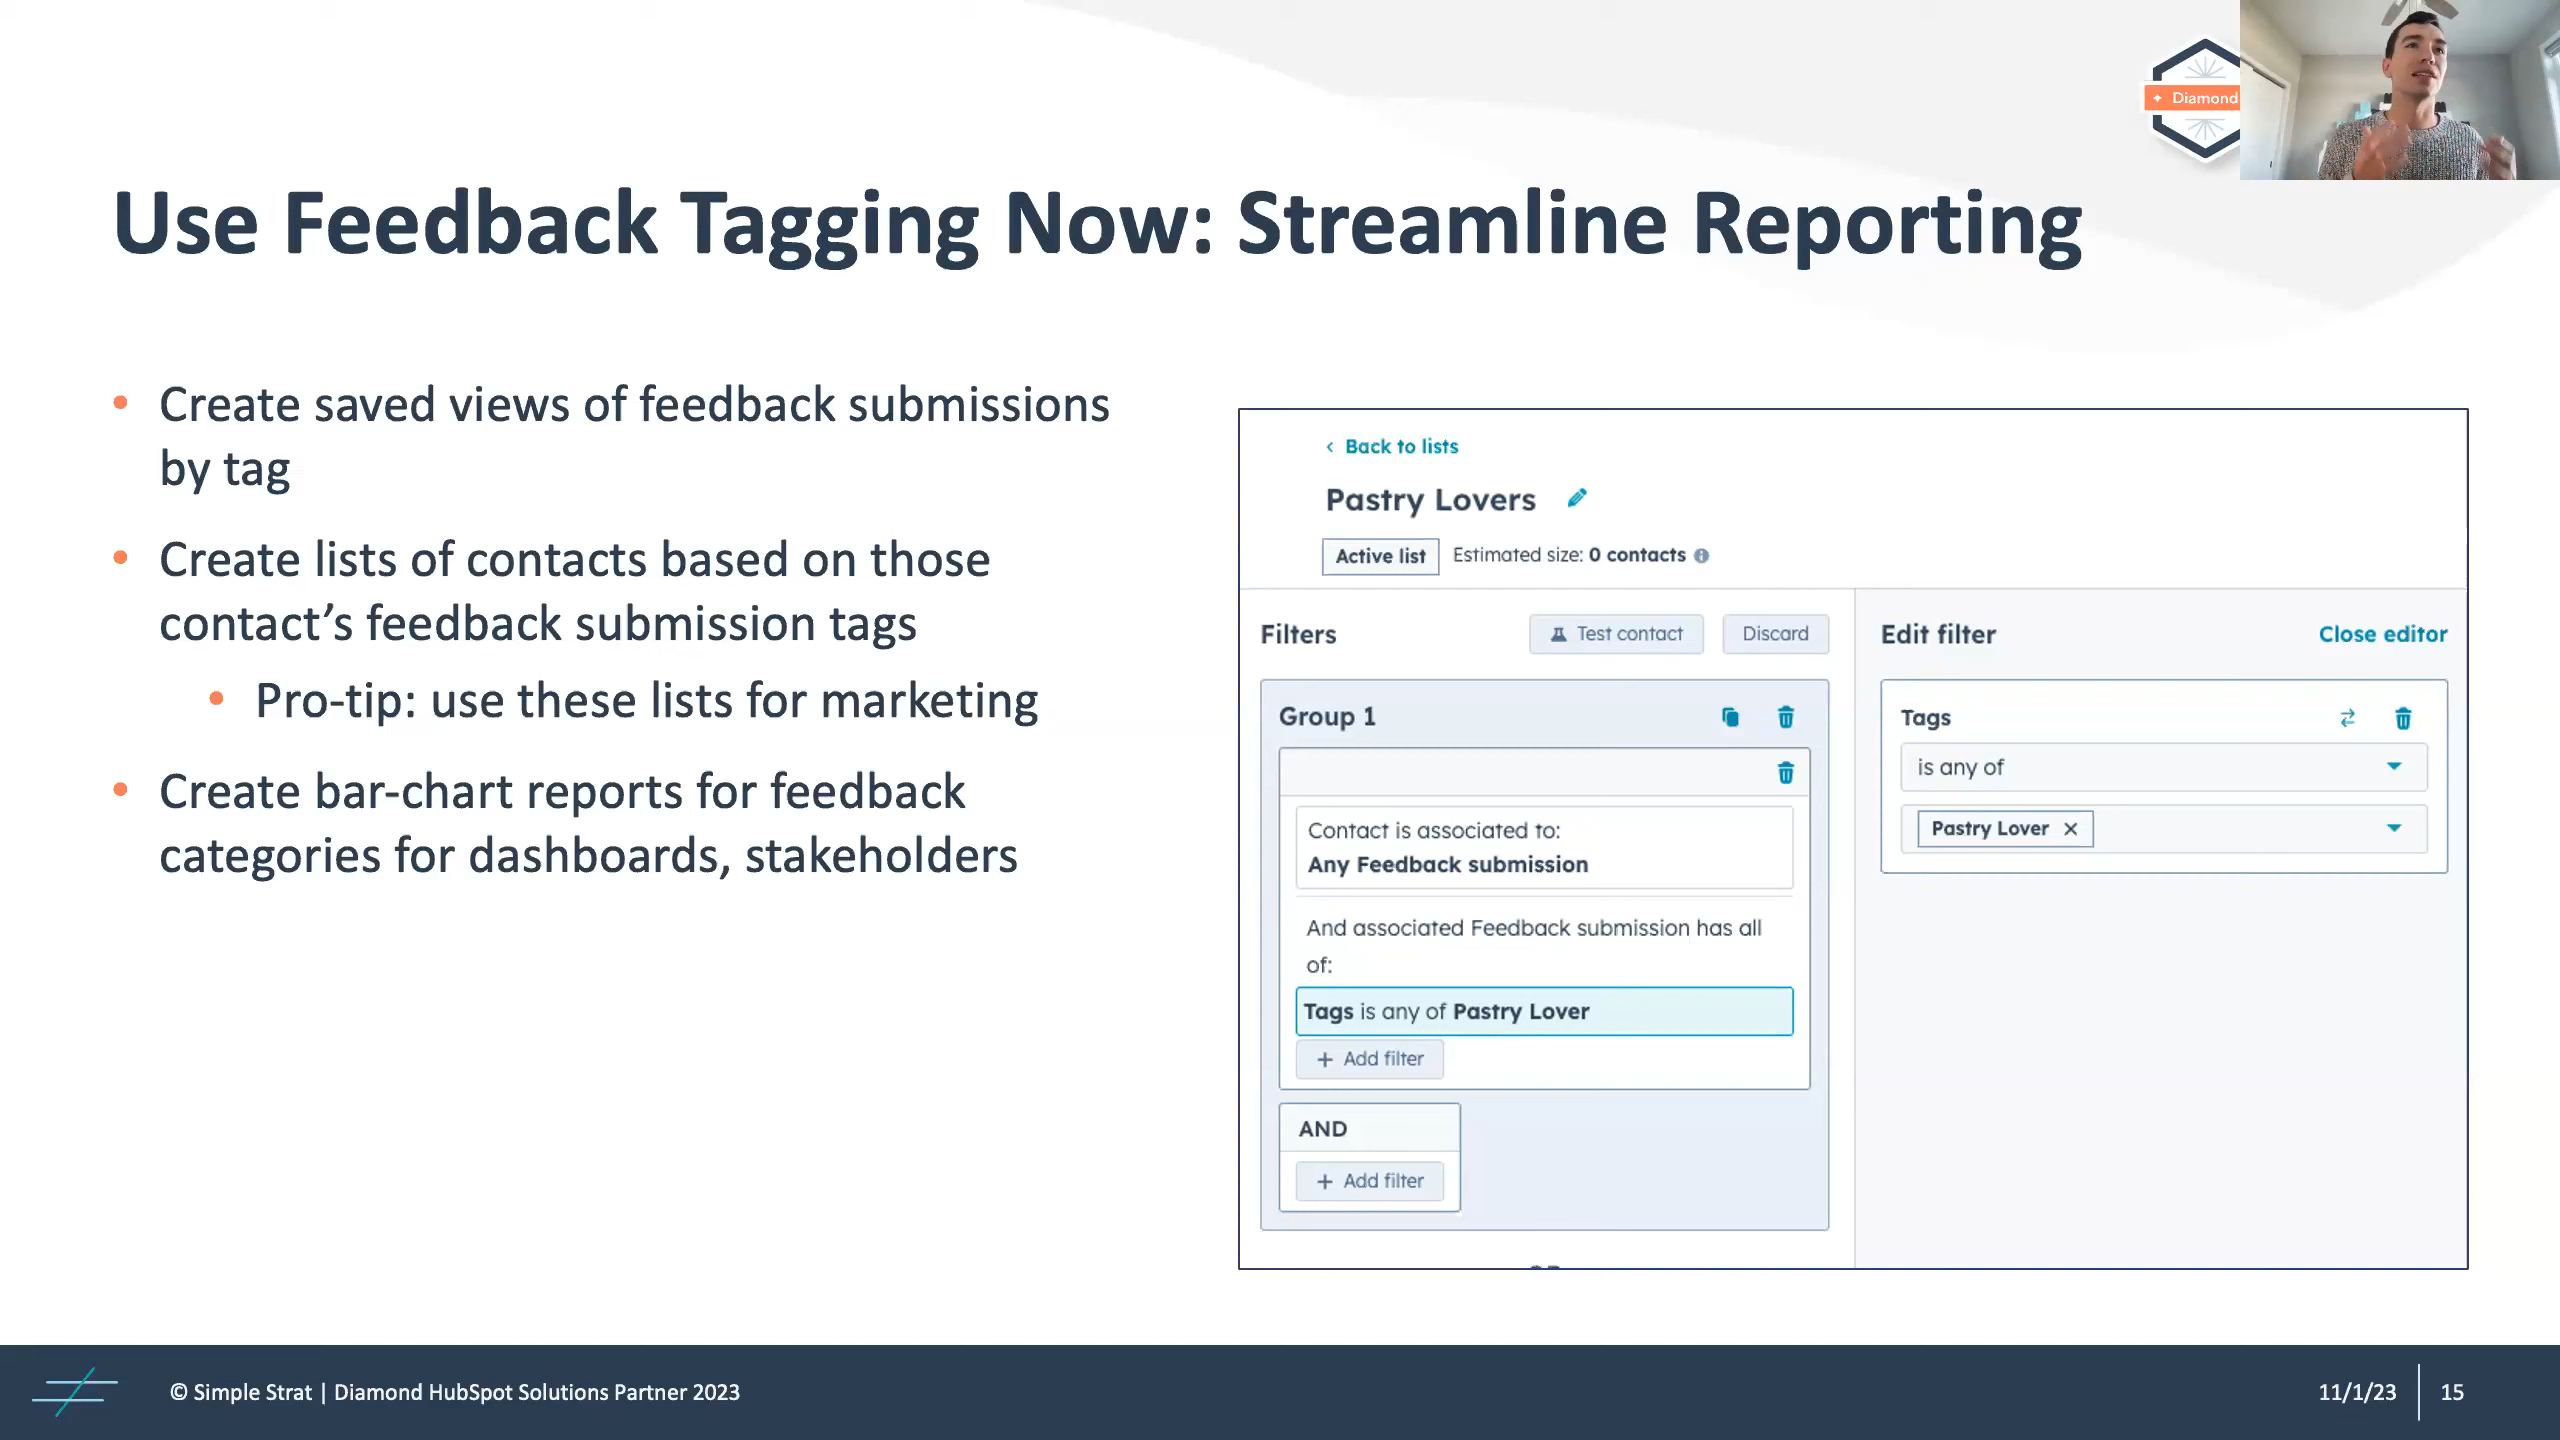 Diamond
Use Feedback Tagging Now: Streamline Reporting
• Create saved views of feedback submissions
by tag
• Create lists of contacts based on those
contact’s feedback submission tags
• Pro-tip: use these lists for marketing
• Create bar-chart reports for feedback
categories for dashboards, stakeholders
Back to lists
Pastry Lovers
Active list Estimated size: 0 contacts
Filters Test contact Discard
Group 1
Contact is associated to:
Any Feedback submission
And associated Feedback submission has all
of:
Tags is any of Pastry Lover
+ Add filter
AND
+ Add filter
Edit filter Close editor
Tags
is any of
Pastry Lover ×
© Simple Strat | Diamond HubSpot Solutions Partner 2023
11/1/23 | 15